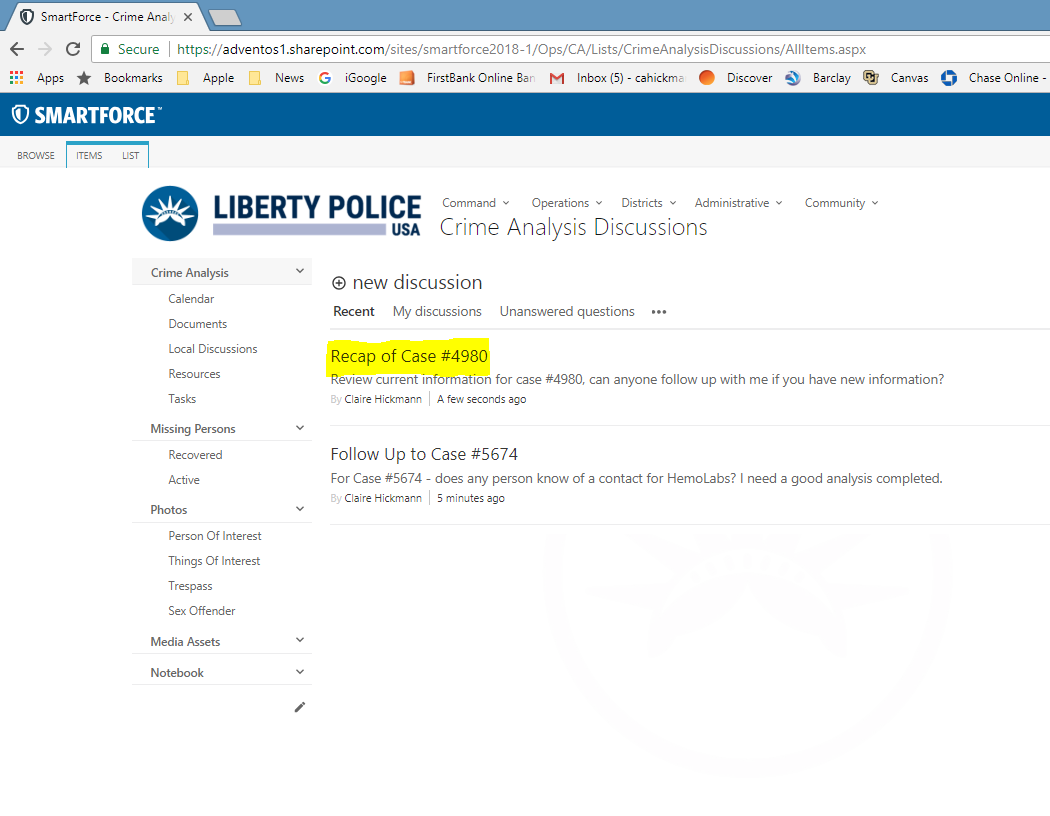 SmartForce - Crime Analy
Secure https://adventos1.sharepoint.com/sites/smartforce2018-1/Ops/CA/Lists/CrimeAnalysisDiscussions/AllItems.aspx
Apps Bookmarks Apple News iGoogle FirstBank Online Ban Inbox (5) - cahickma Discover Barclay Canvas Chase Online -
SMARTFORCE™
BROWSE ITEMS LIST
LIBERTY POLICE
USA
Command Operations Districts Administrative Community
Crime Analysis Discussions
Crime Analysis
Calendar
Documents
Local Discussions
Resources
Tasks
Missing Persons
Recovered
Active
Photos
Person Of Interest
Things Of Interest
Trespass
Sex Offender
Media Assets
Notebook
new discussion
Recent My discussions Unanswered questions •••
Recap of Case #4980
Review current information for case #4980, can anyone follow up with me if you have new information?
By Claire Hickmann A few seconds ago
Follow Up to Case #5674
For Case #5674 - does any person know of a contact for HemoLabs? I need a good analysis completed.
By Claire Hickmann 5 minutes ago